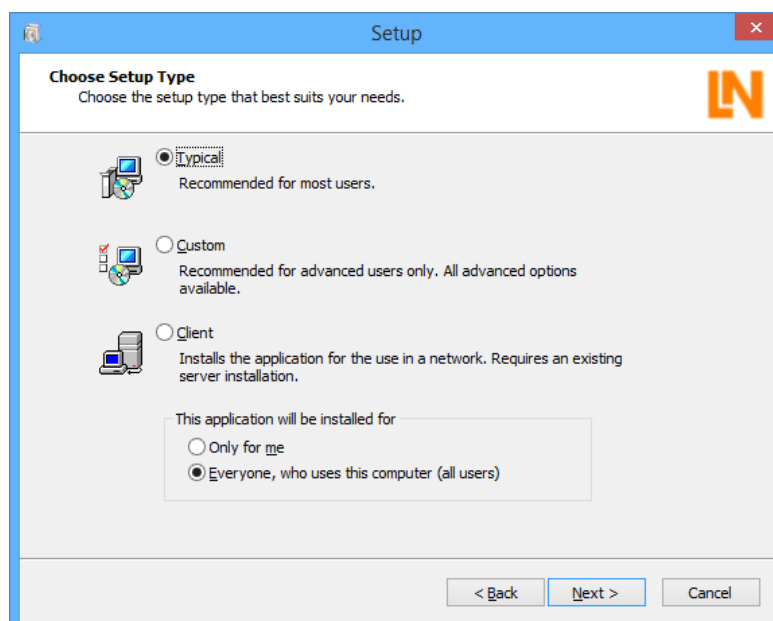 Setup
Choose Setup Type
Choose the setup type that best suits your needs.
LN
Typical
Recommended for most users.
Custom
Recommended for advanced users only. All advanced options
available.
Client
Installs the application for the use in a network. Requires an existing
server installation.
This application will be installed for
Only for me
Everyone, who uses this computer (all users)
< Back
Next >
Cancel